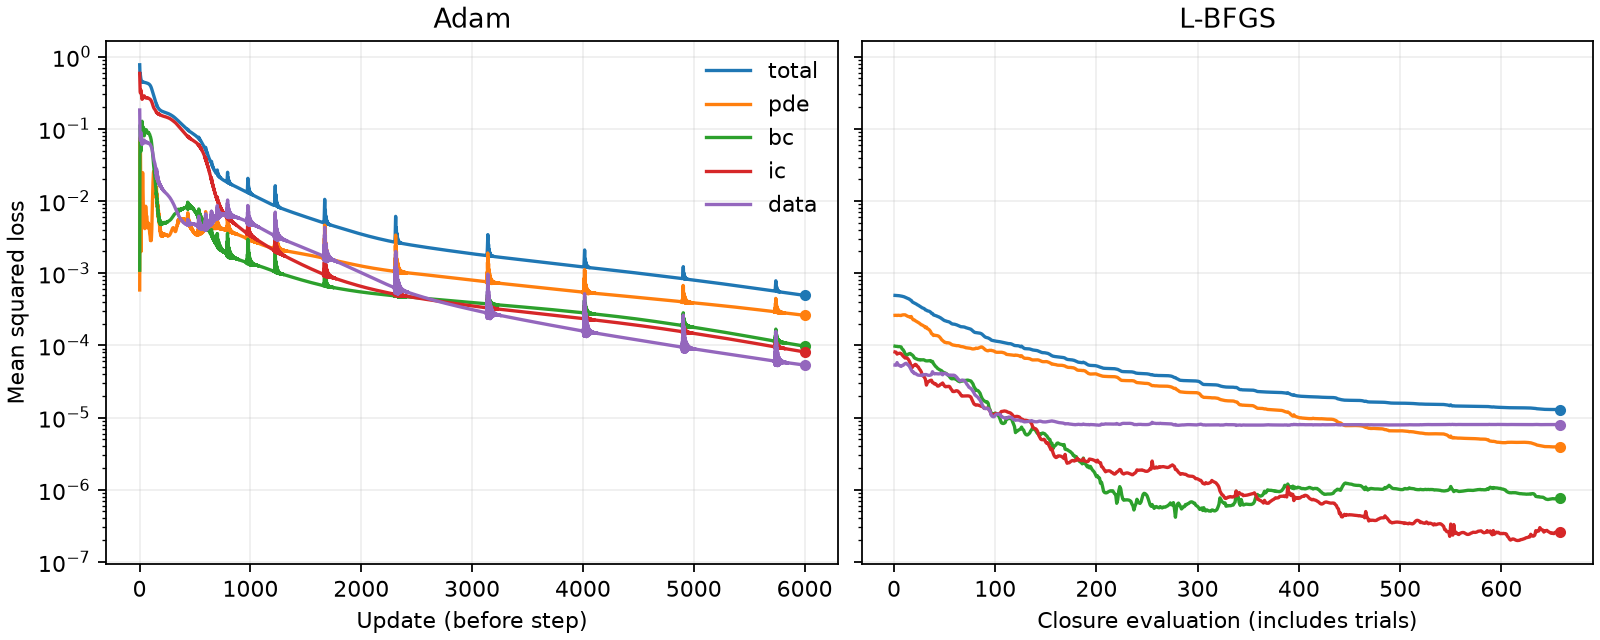 Adam
L-BFGS
Mean squared loss
10^0
10^-1
10^-2
10^-3
10^-4
10^-5
10^-6
10^-7
total
pde
bc
ic
data
0 1000 2000 3000 4000 5000 6000
Update (before step)
0 100 200 300 400 500 600
Closure evaluation (includes trials)